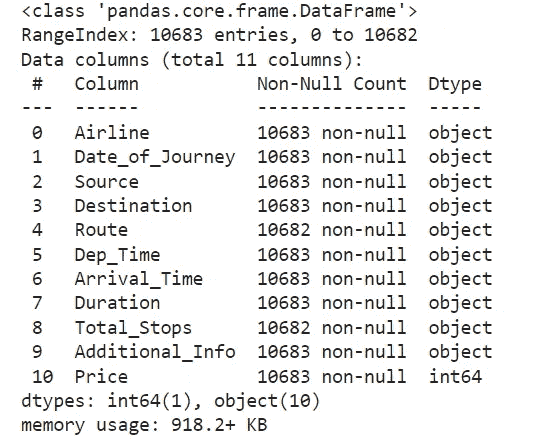 <class 'pandas.core.frame.DataFrame'>
RangeIndex: 10683 entries, 0 to 10682
Data columns (total 11 columns):
 #   Column           Non-Null Count  Dtype
---  ------           --------------  -----
 0   Airline          10683 non-null  object
 1   Date_of_Journey  10683 non-null  object
 2   Source           10683 non-null  object
 3   Destination      10683 non-null  object
 4   Route            10682 non-null  object
 5   Dep_Time         10683 non-null  object
 6   Arrival_Time     10683 non-null  object
 7   Duration         10683 non-null  object
 8   Total_Stops      10682 non-null  object
 9   Additional_Info  10683 non-null  object
 10  Price            10683 non-null  int64
dtypes: int64(1), object(10)
memory usage: 918.2+ KB